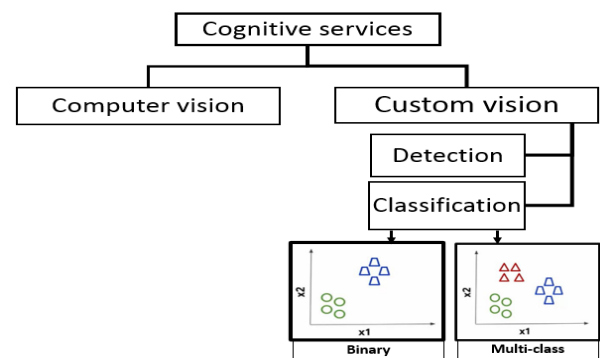 Cognitive services
Computer vision
Custom vision
Detection
Classification
x2
x1
Binary
x2
x1
Multi-class